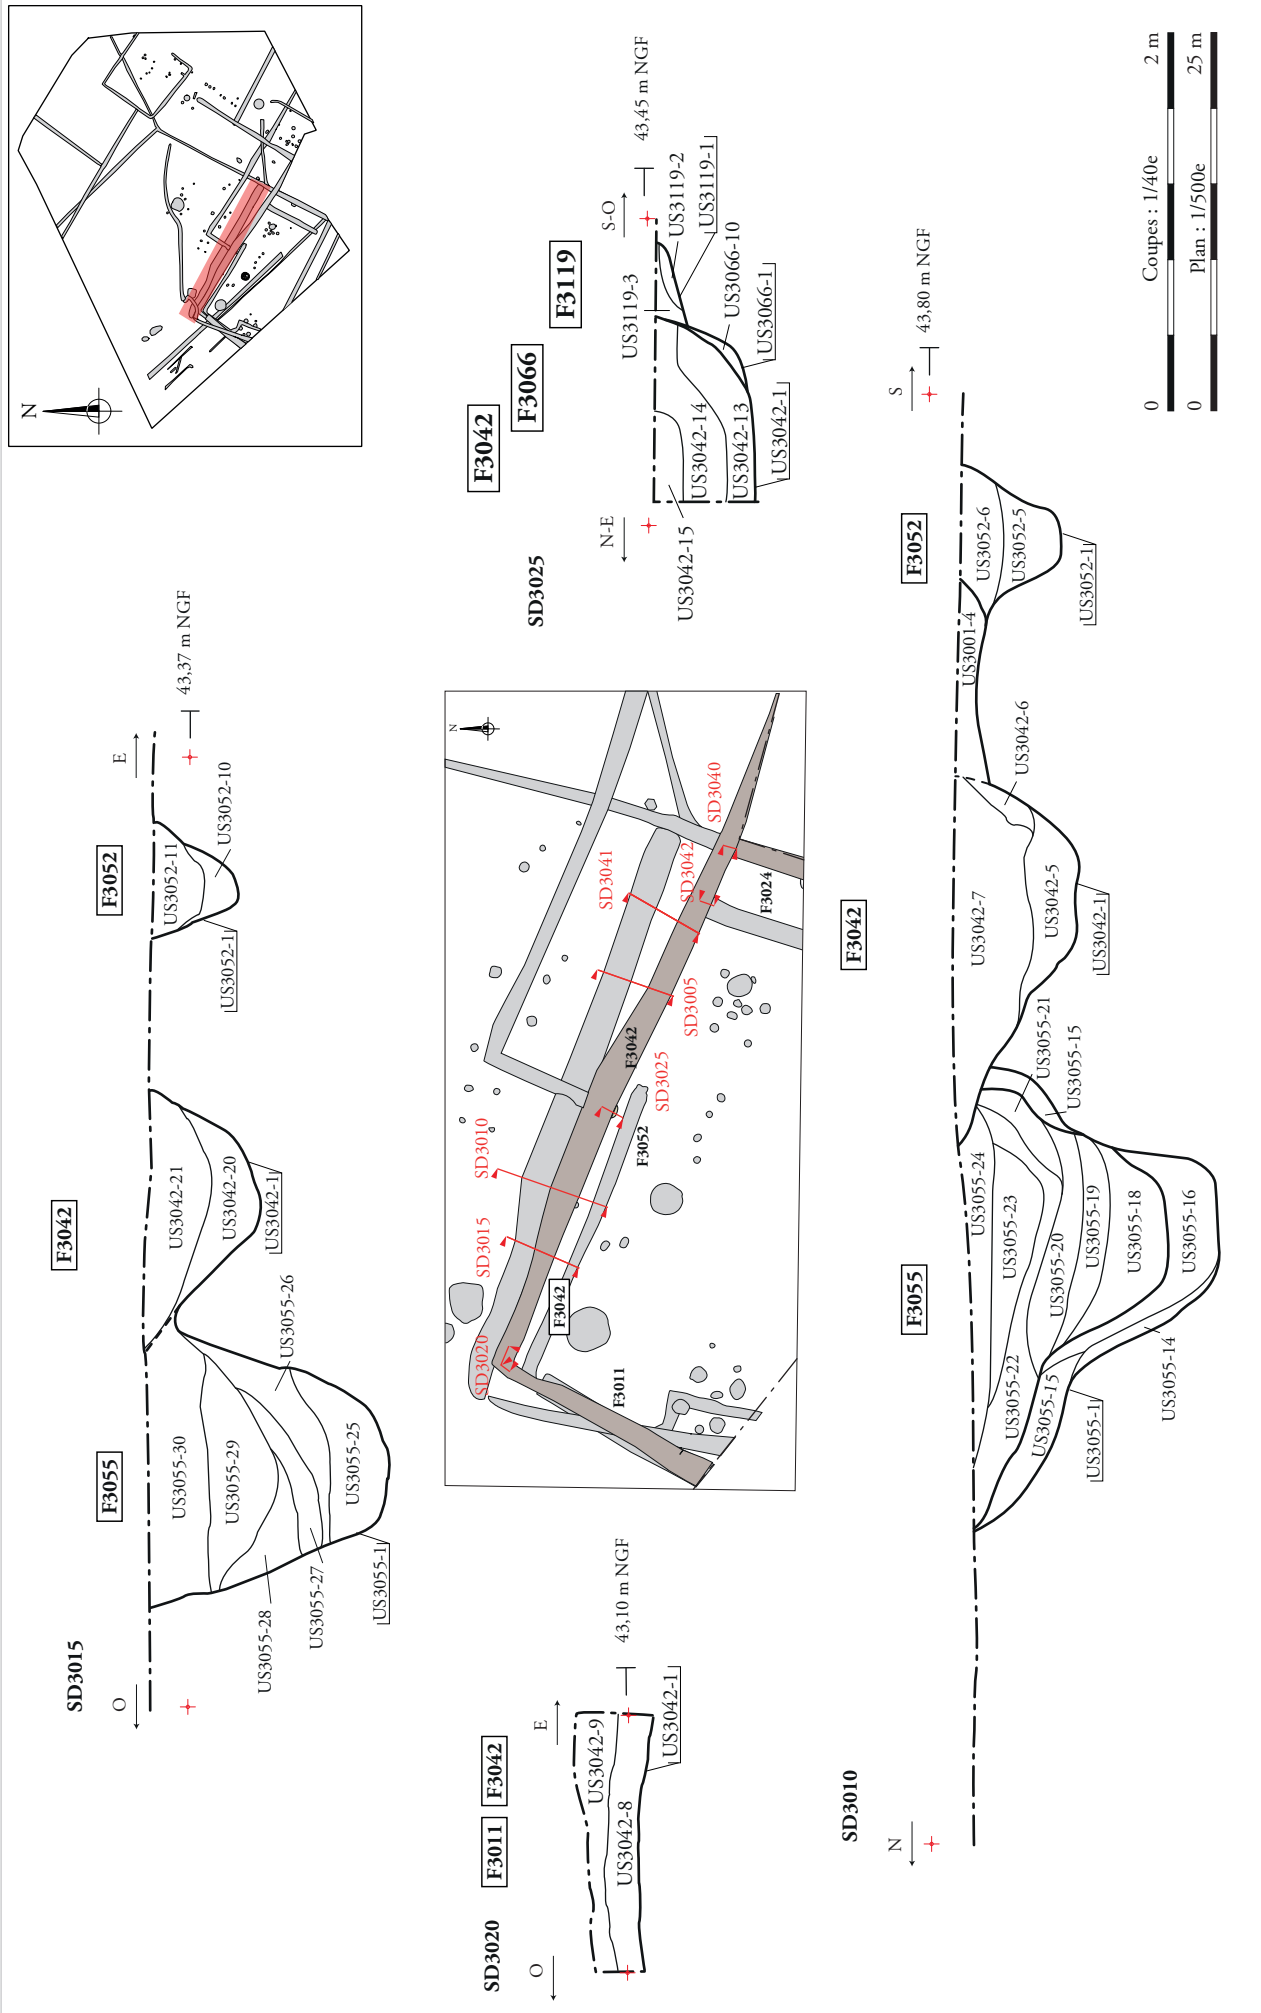 SD3015
O
E
43,37 m NGF
F3055
F3042
F3052
US3055-30
US3055-29
US3055-28
US3055-27
US3055-26
US3055-25
US3055-1
US3042-21
US3042-20
US3042-1
US3052-11
US3052-10
US3052-1
N
SD3020
F3011
F3042
O
E
43,10 m NGF
US3042-9
US3042-8
US3042-1
N
SD3020
SD3015
SD3010
SD3025
SD3005
SD3041
SD3042
SD3040
F3011
F3042
F3052
F3042
F3024
SD3025
F3042
F3066
F3119
N-E
S-O
43,45 m NGF
US3119-3
US3119-2
US3119-1
US3066-10
US3066-1
US3042-15
US3042-14
US3042-13
US3042-1
SD3010
N
S
43,80 m NGF
F3055
F3042
F3052
US3055-24
US3055-23
US3055-22
US3055-21
US3055-20
US3055-19
US3055-18
US3055-16
US3055-15
US3055-15
US3055-14
US3055-1
US3042-7
US3042-6
US3042-5
US3042-1
US3001-4
US3052-6
US3052-5
US3052-1
0 Coupes : 1/40e 2 m
0 Plan : 1/500e 25 m